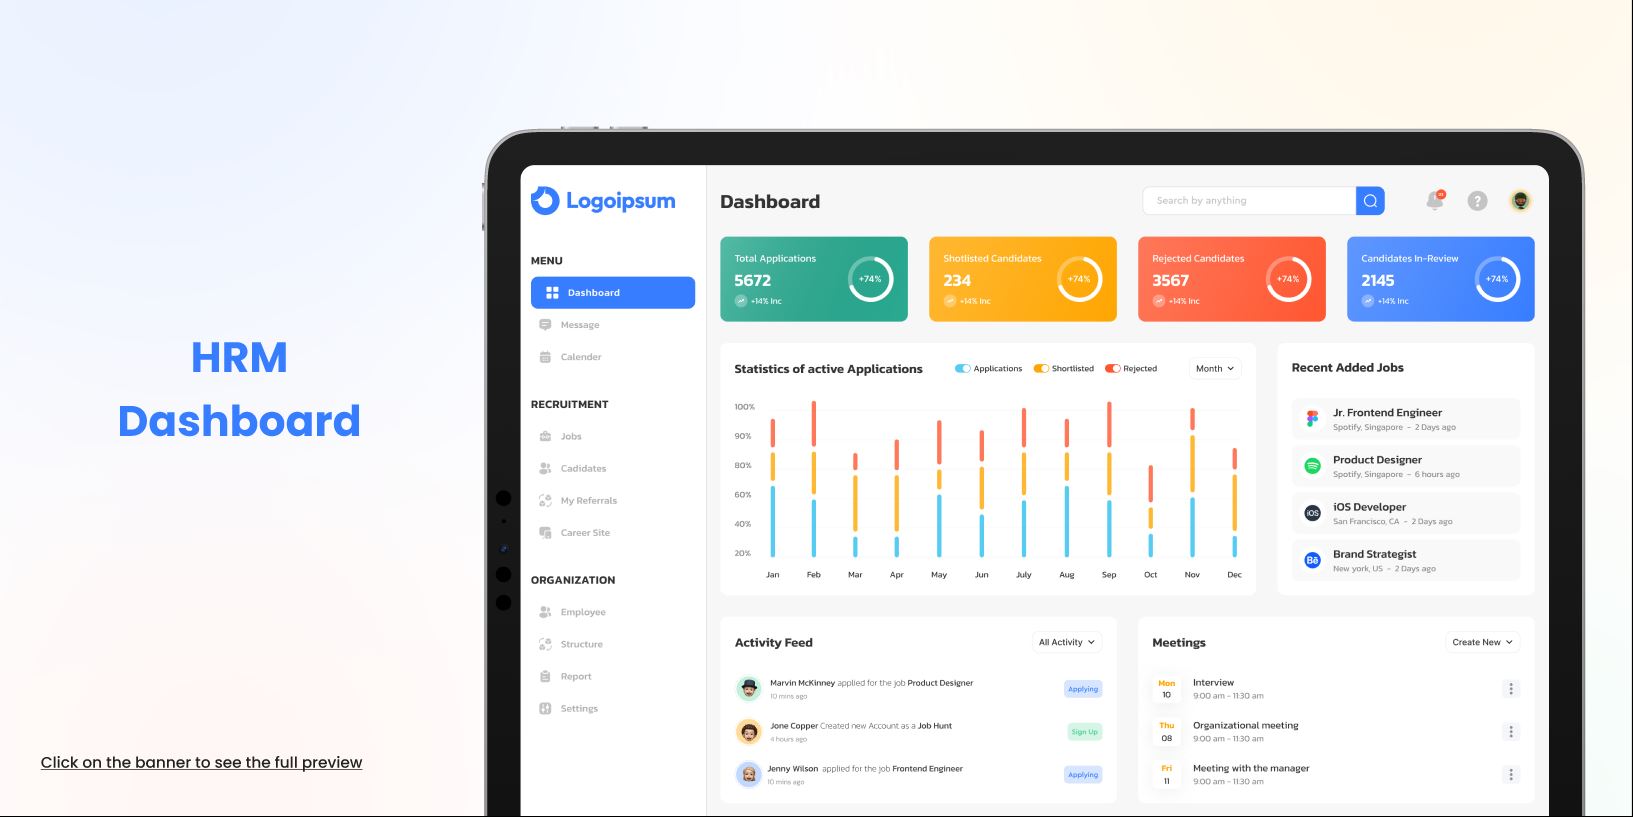 HRM
Dashboard
Click on the banner to see the full preview
Logoipsum
MENU
Dashboard
Message
Calender
RECRUITMENT
Jobs
Cadidates
My Referrals
Career Site
ORGANIZATION
Employee
Structure
Report
Settings
Dashboard
Search by anything
?
Total Applications
5672
+14% Inc
+74%
Shotlisted Candidates
234
+14% Inc
+74%
Rejected Candidates
3567
+14% Inc
+74%
Candidates In-Review
2145
+14% Inc
+74%
Statistics of active Applications
Applications
Shortlisted
Rejected
Month
100%
90%
80%
60%
40%
20%
Jan Feb Mar Apr May Jun July Aug Sep Oct Nov Dec
Recent Added Jobs
Jr. Frontend Engineer
Spotify, Singapore - 2 Days ago
Product Designer
Spotify, Singapore - 6 hours ago
iOS
iOS Developer
San Francisco, CA - 2 Days ago
Bē
Brand Strategist
New york, US - 2 Days ago
Activity Feed
All Activity
Marvin McKinney applied for the job Product Designer
10 mins ago
Applying
Jone Copper Created new Account as a Job Hunt
4 hours ago
Sign Up
Jenny Wilson applied for the job Frontend Engineer
10 mins ago
Applying
Meetings
Create New
Mon
10
Interview
9:00 am - 11:30 am
Thu
08
Organizational meeting
9:00 am - 11:30 am
Fri
11
Meeting with the manager
9:00 am - 11:30 am